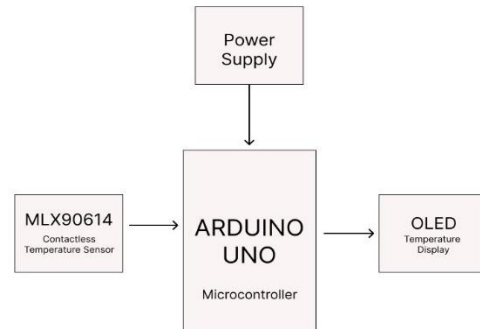 Power
Supply
MLX90614
Contactless
Temperature Sensor
ARDUINO
UNO
Microcontroller
OLED
Temperature
Display